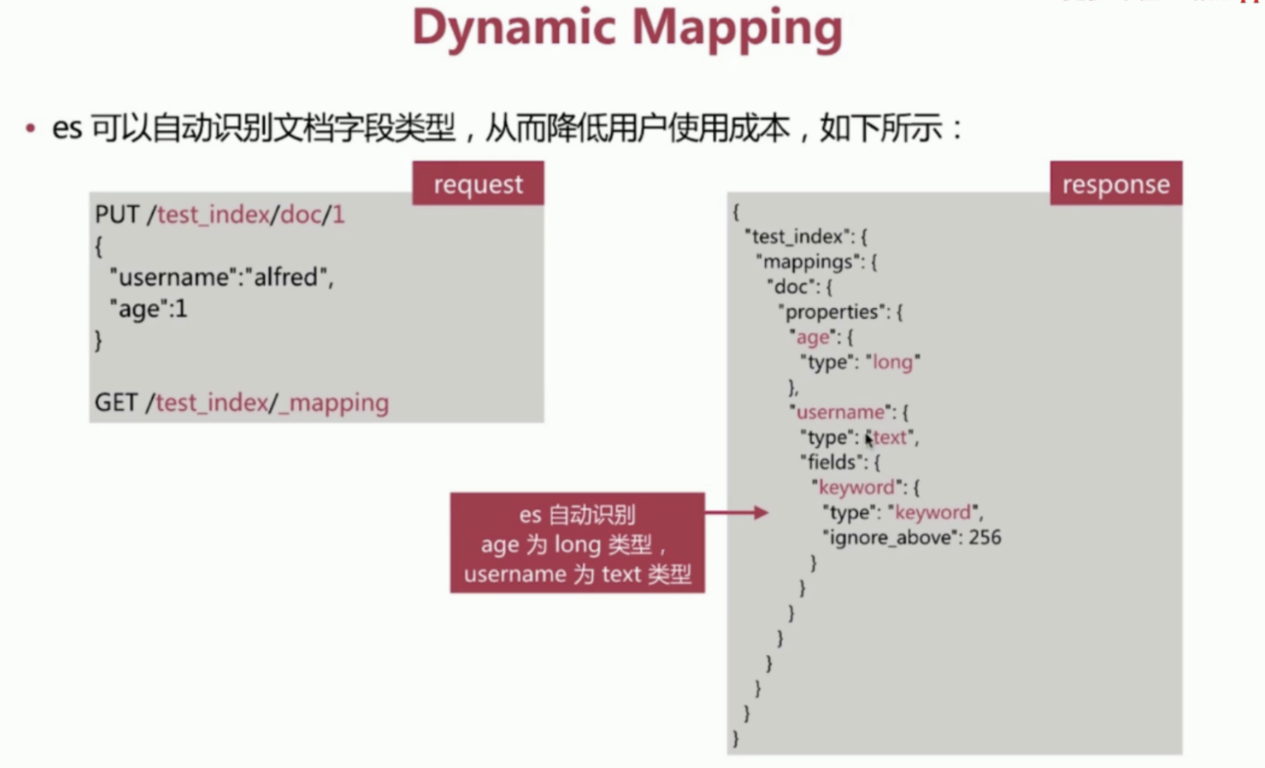 Dynamic Mapping
• es 可以自动识别文档字段类型，从而降低用户使用成本，如下所示：
request
PUT /test_index/doc/1
{
"username":"alfred",
"age":1
}
GET /test_index/_mapping
es 自动识别
age 为 long 类型，
username 为 text 类型
response
{
"test_index": {
"mappings": {
"doc": {
"properties": {
"age": {
"type": "long"
},
"username": {
"type": "text",
"fields": {
"keyword": {
"type": "keyword",
"ignore_above": 256
}
}
}
}
}
}
}
}